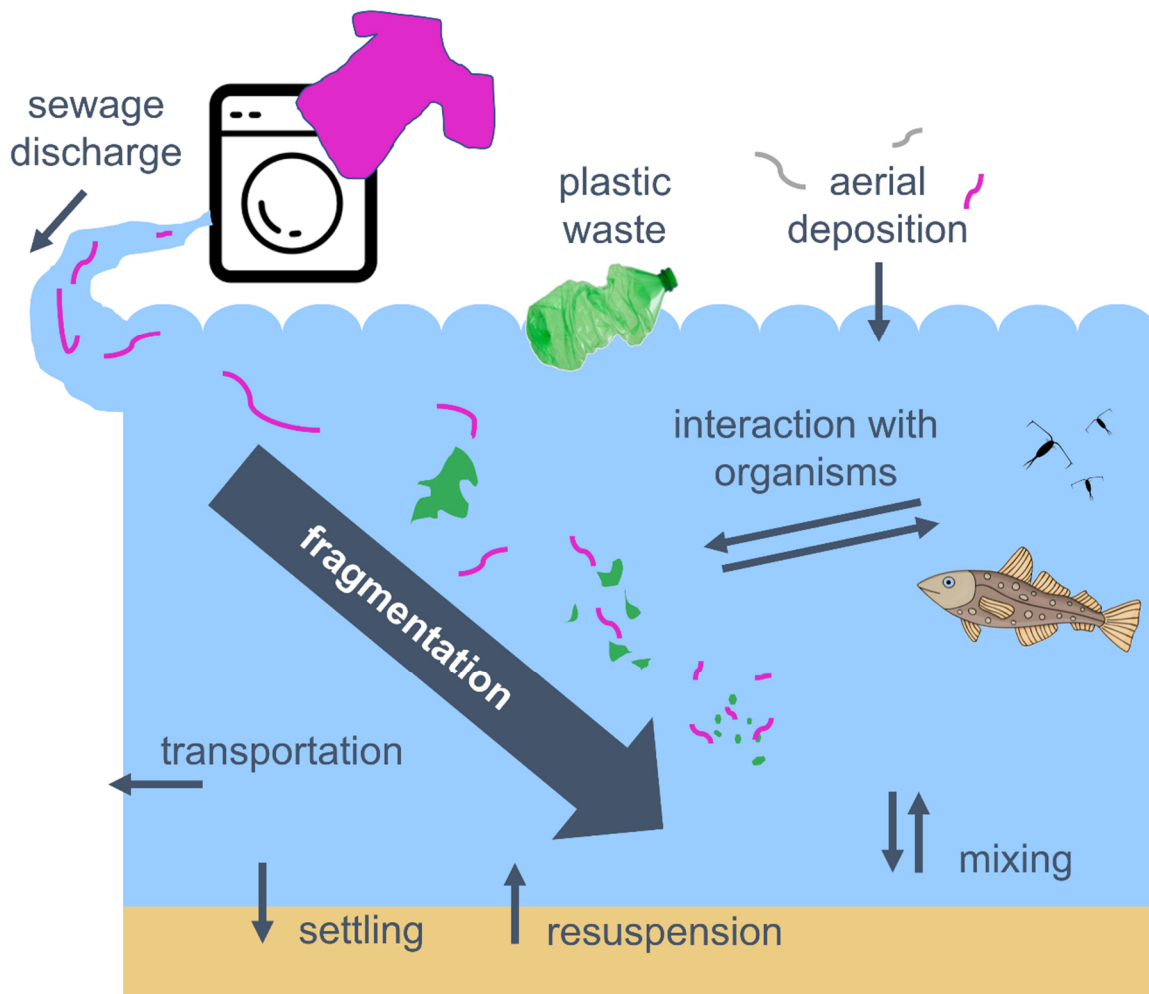 sewage
discharge
plastic
waste
aerial
deposition
interaction with
organisms
fragmentation
transportation
mixing
settling
resuspension